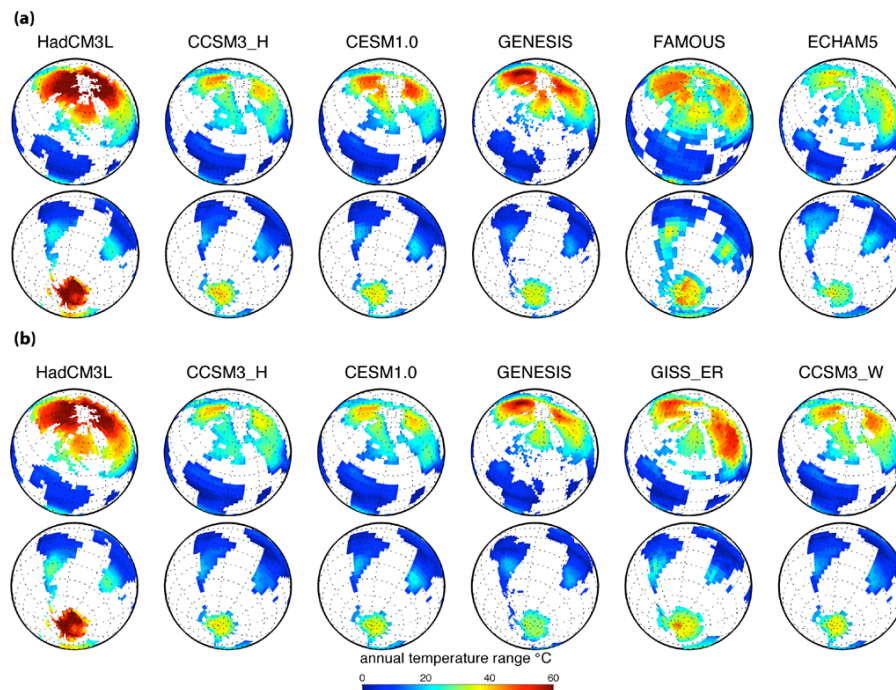 (a)
HadCM3L CCSM3_H CESM1.0 GENESIS FAMOUS ECHAM5
(b)
HadCM3L CCSM3_H CESM1.0 GENESIS GISS_ER CCSM3_W
annual temperature range °C
0 20 40 60